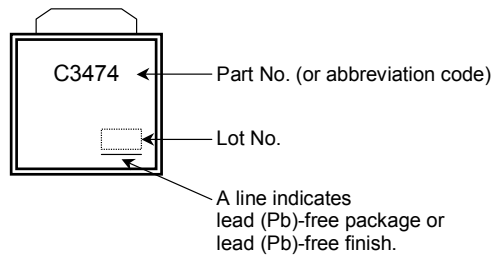 C3474
Part No. (or abbreviation code)
Lot No.
A line indicates
lead (Pb)-free package or
lead (Pb)-free finish.